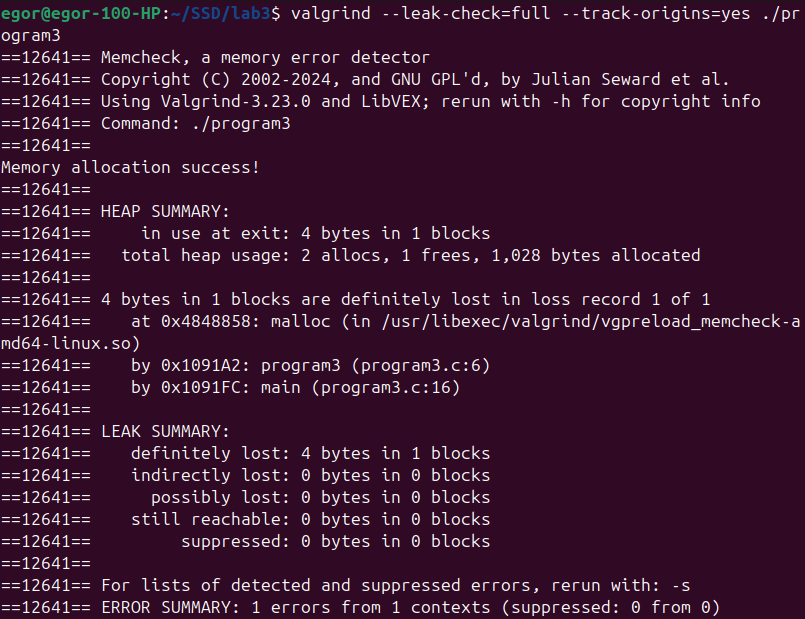 egor@egor-100-HP:~/SSD/lab3$ valgrind --leak-check=full --track-origins=yes ./pr
ogram3
==12641== Memcheck, a memory error detector
==12641== Copyright (C) 2002-2024, and GNU GPL'd, by Julian Seward et al.
==12641== Using Valgrind-3.23.0 and LibVEX; rerun with -h for copyright info
==12641== Command: ./program3
==12641==
Memory allocation success!
==12641==
==12641== HEAP SUMMARY:
==12641==     in use at exit: 4 bytes in 1 blocks
==12641==   total heap usage: 2 allocs, 1 frees, 1,028 bytes allocated
==12641==
==12641== 4 bytes in 1 blocks are definitely lost in loss record 1 of 1
==12641==    at 0x4848858: malloc (in /usr/libexec/valgrind/vgpreload_memcheck-a
md64-linux.so)
==12641==    by 0x1091A2: program3 (program3.c:6)
==12641==    by 0x1091FC: main (program3.c:16)
==12641==
==12641== LEAK SUMMARY:
==12641==    definitely lost: 4 bytes in 1 blocks
==12641==    indirectly lost: 0 bytes in 0 blocks
==12641==      possibly lost: 0 bytes in 0 blocks
==12641==    still reachable: 0 bytes in 0 blocks
==12641==         suppressed: 0 bytes in 0 blocks
==12641==
==12641== For lists of detected and suppressed errors, rerun with: -s
==12641== ERROR SUMMARY: 1 errors from 1 contexts (suppressed: 0 from 0)